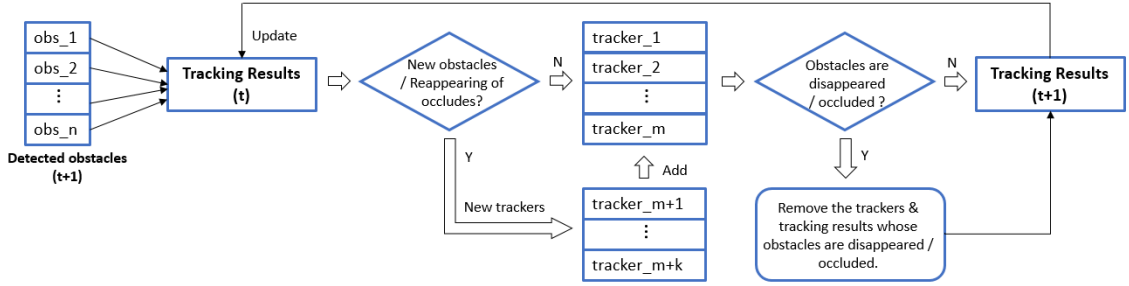 obs_1
obs_2
⋮
obs_n
Detected obstacles
(t+1)
Update
Tracking Results
(t)
New obstacles
/ Reappearing of
occludes?
N
Y
New trackers
tracker_1
tracker_2
⋮
tracker_m
Add
tracker_m+1
⋮
tracker_m+k
Obstacles are
disappeared
/ occluded ?
N
Y
Remove the trackers &
tracking results whose
obstacles are disappeared /
occluded.
Tracking Results
(t+1)